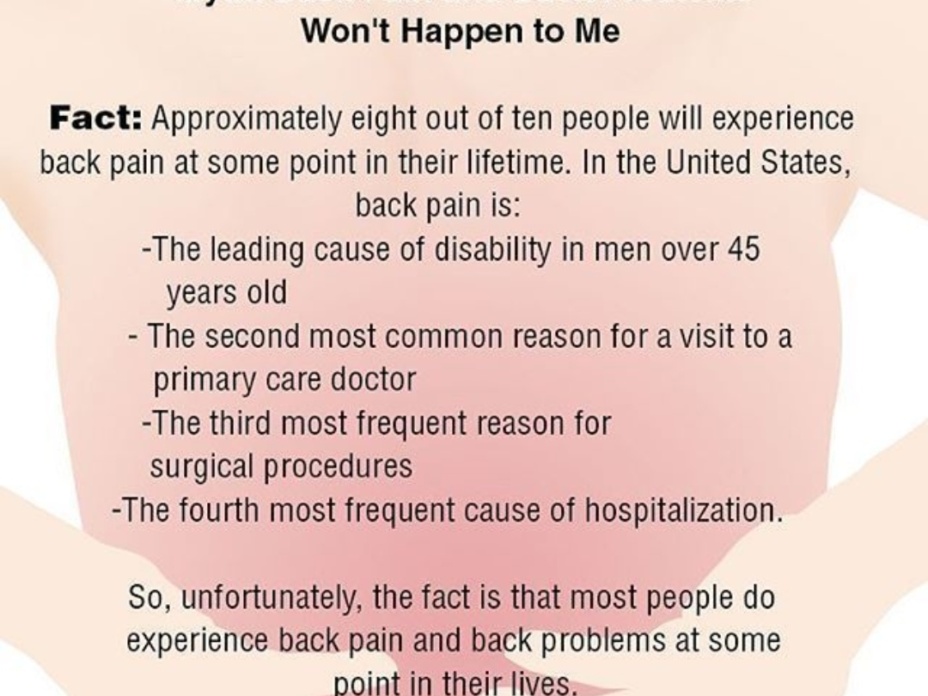 Won't Happen to Me
Fact: Approximately eight out of ten people will experience
back pain at some point in their lifetime. In the United States,
back pain is:
-The leading cause of disability in men over 45
years old
- The second most common reason for a visit to a
primary care doctor
-The third most frequent reason for
surgical procedures
-The fourth most frequent cause of hospitalization.
So, unfortunately, the fact is that most people do
experience back pain and back problems at some
point in their lives.